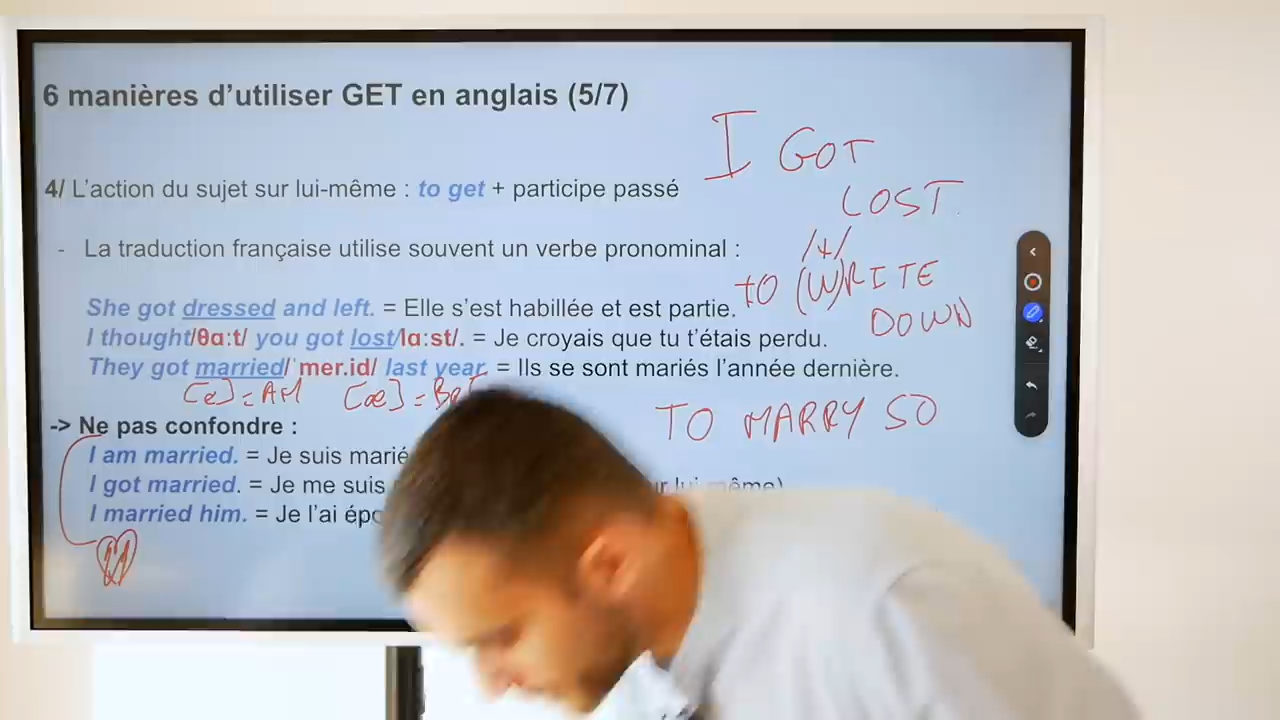 6 manières d'utiliser GET en anglais (5/7)
I GOT
LOST
4/ L'action du sujet sur lui-même : to get + participe passé
- La traduction française utilise souvent un verbe pronominal :
TO (W)RITE
DOWN
She got dressed and left. = Elle s'est habillée et est partie.
I thought/θɑːt/ you got lost/lɑːst/. = Je croyais que tu t'étais perdu.
They got married/ˈmer.id/ last year. = Ils se sont mariés l'année dernière.
TO MARRY SO
-> Ne pas confondre :
I am married. = Je suis marié
I got married. = Je me suis
I married him. = Je l'ai